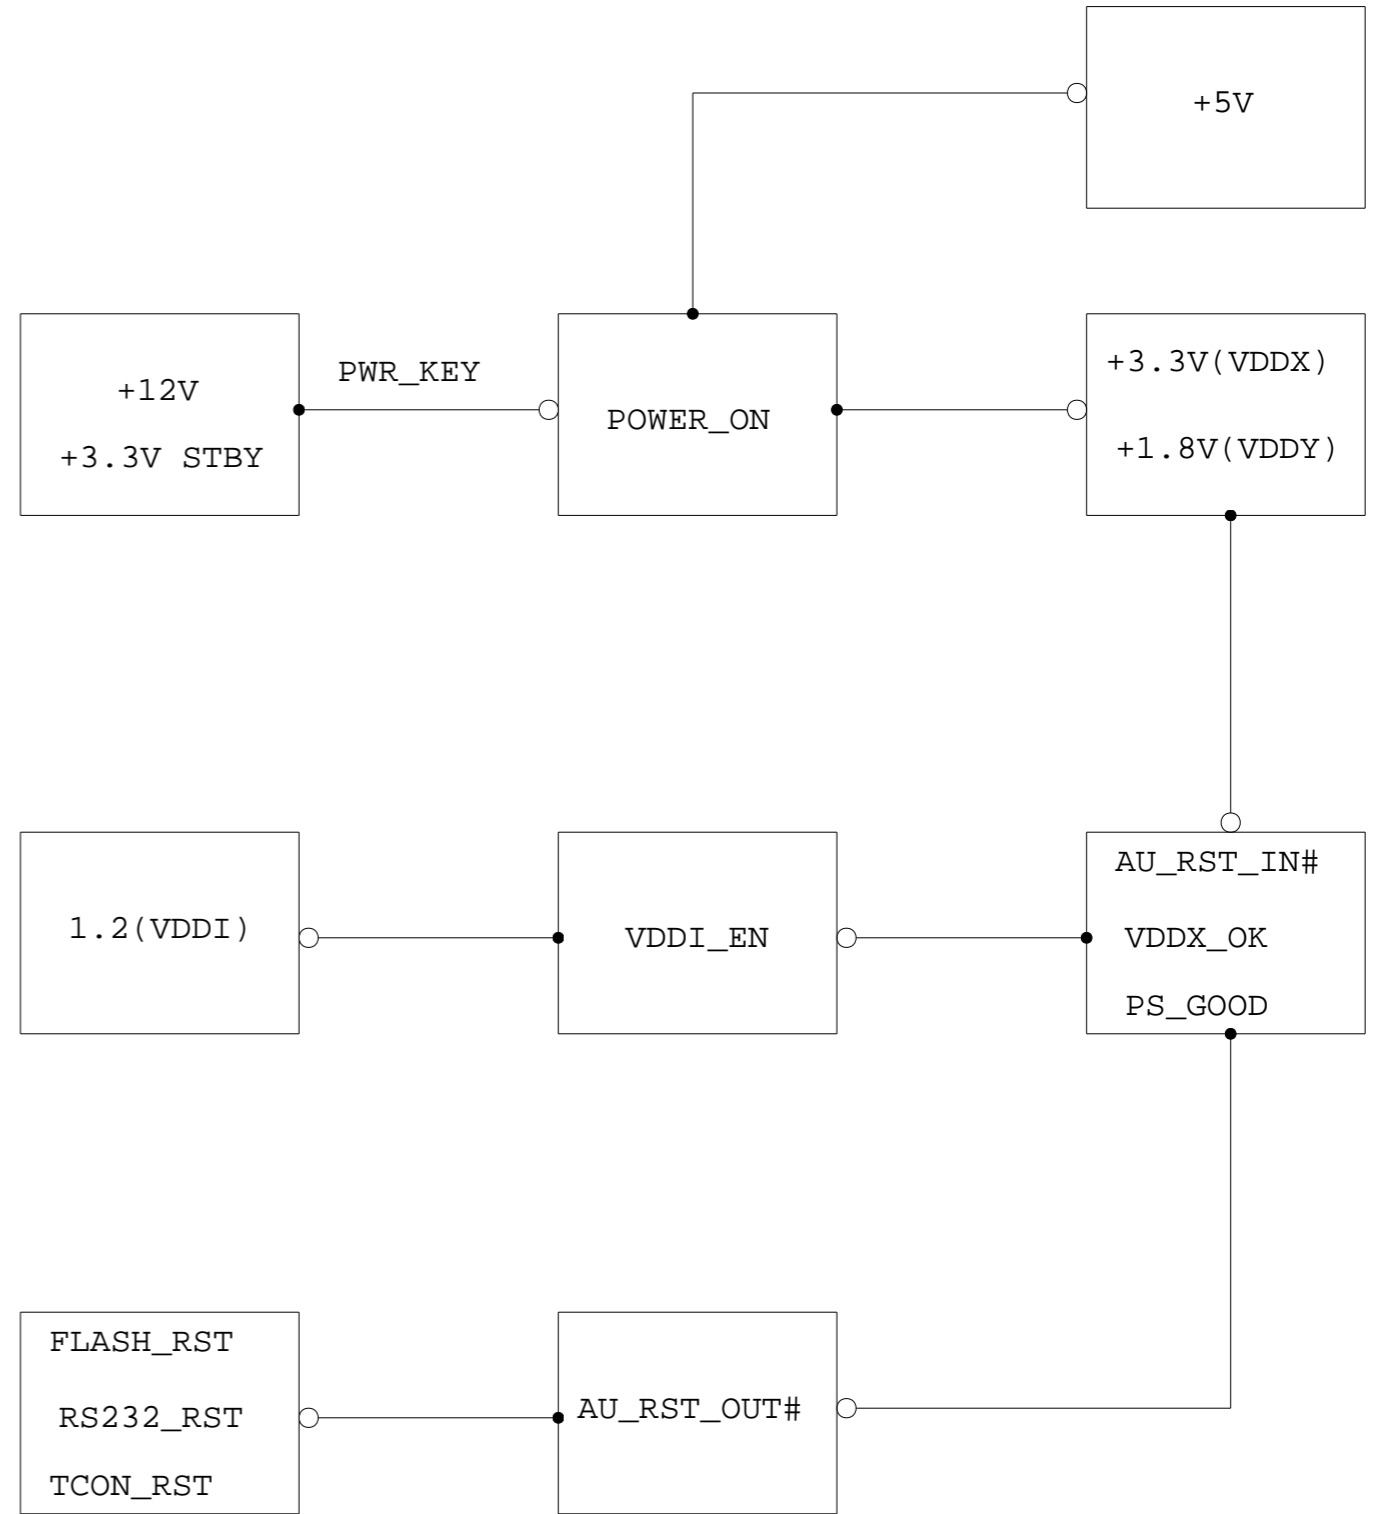 +5V
+12V
+3.3V STBY
PWR_KEY
POWER_ON
+3.3V(VDDX)
+1.8V(VDDY)
1.2(VDDI)
VDDI_EN
AU_RST_IN#
VDDX_OK
PS_GOOD
FLASH_RST
RS232_RST
TCON_RST
AU_RST_OUT#